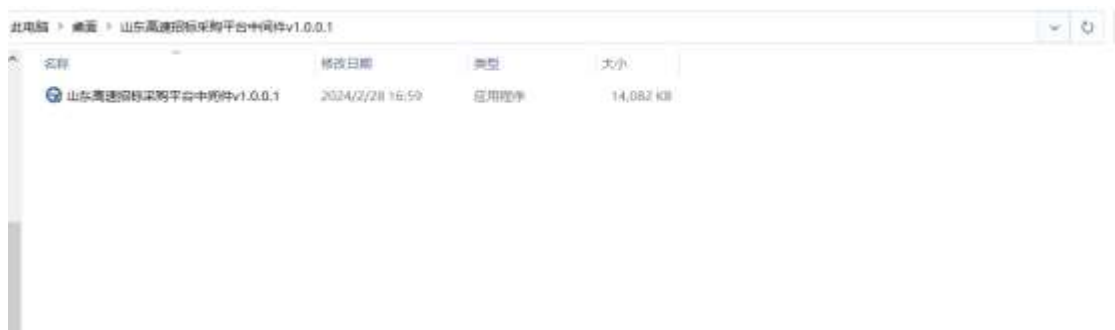 此电脑 > 桌面 > 山东高速招标采购平台中间件v1.0.0.1
名称 修改日期 类型 大小
山东高速招标采购平台中间件v1.0.0.1 2024/2/28 16:59 应用程序 14,082 KB